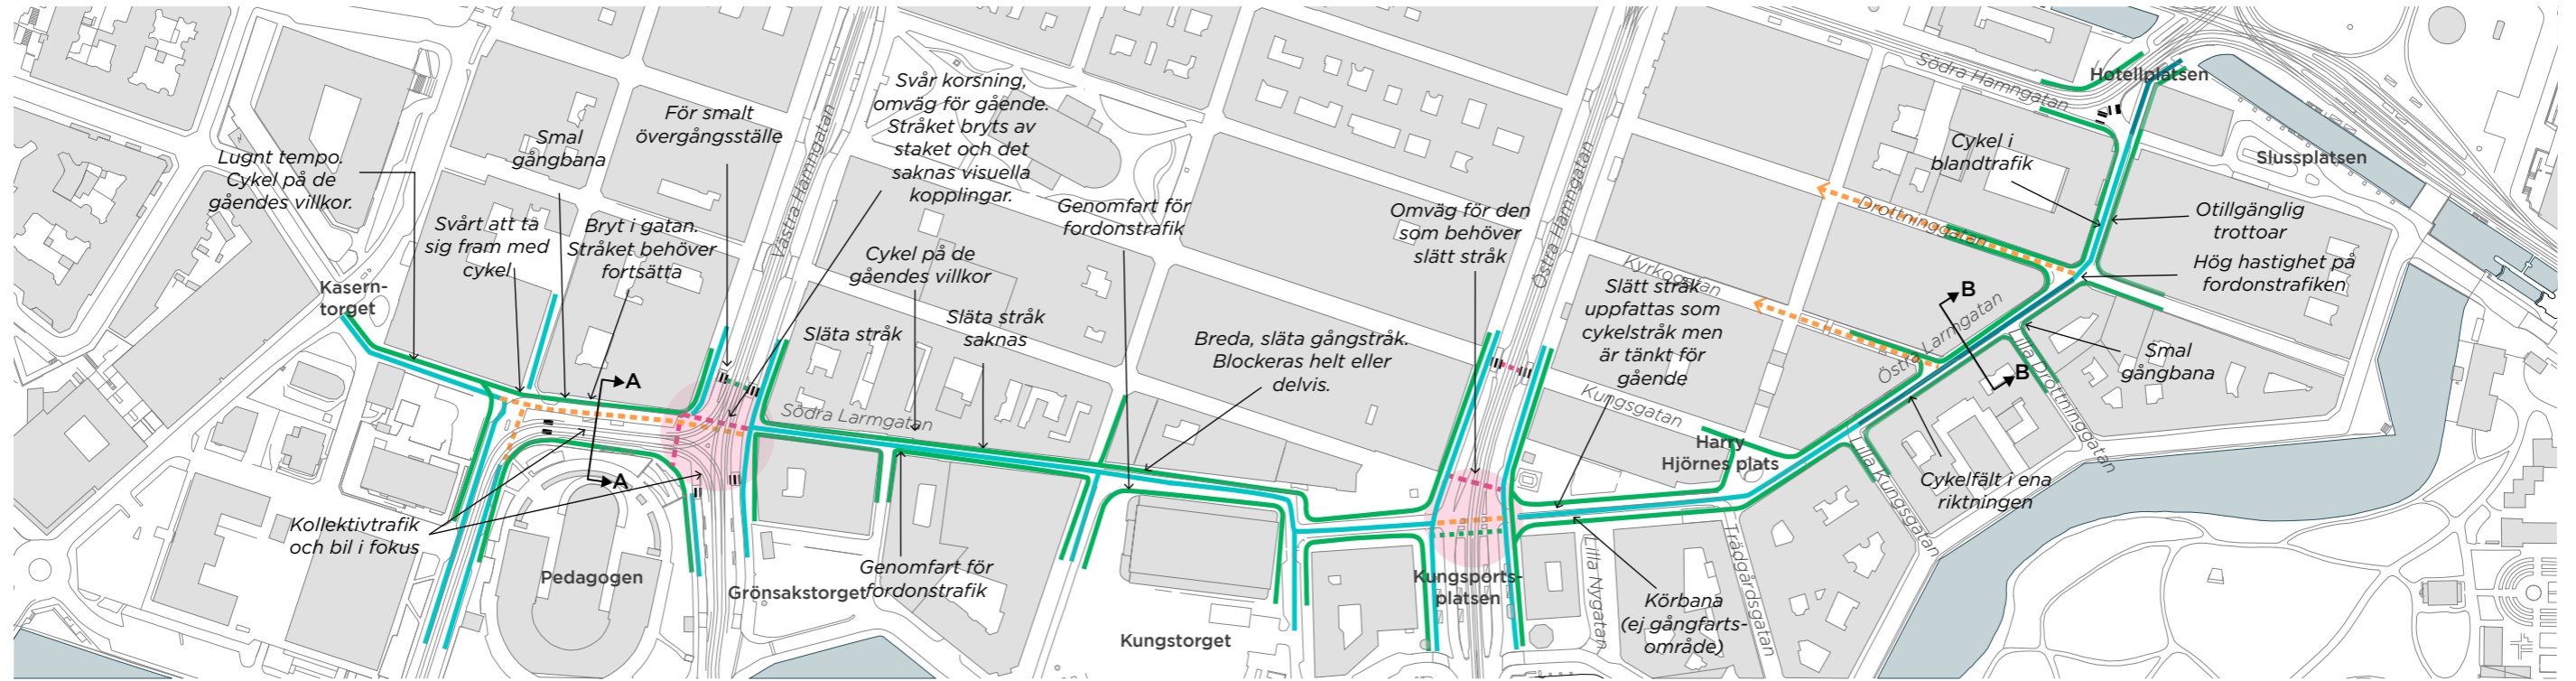 Svår korsning,
omväg för gående.
Stråket bryts av
staket och det
saknas visuella
kopplingar.
För smalt
övergångsställe
Smal
gångbana
Lugnt tempo.
Cykel på de
gåendes villkor.
Svårt att ta
sig fram med
cykel
Bryt i gatan.
Stråket behöver
fortsätta
Västra Hamngatan
Cykel på de
gåendes villkor
Genomfart för
fordonstrafik
Omväg för den
som behöver
slätt stråk
Östra Hamngatan
Södra Hamngatan
Hotellplatsen
Cykel i
blandtrafik
Slussplatsen
Otillgänglig
trottoar
Drottninggatan
Hög hastighet på
fordonstrafiken
Kyrkogatan
Slätt stråk
uppfattas som
cykelstråk men
är tänkt för
gående
Kasern-
torget
Släta stråk
Släta stråk
saknas
Breda, släta gångstråk.
Blockeras helt eller
delvis.
B
B
Östra Larmgatan
Lilla Drottninggatan
Smal
gångbana
A
A
Södra Larmgatan
Kungsgatan
Harry
Hjörnes plats
Lilla Kungsgatan
Cykelfält i ena
riktningen
Kollektivtrafik
och bil i fokus
Pedagogen
Grönsakstorget
Genomfart för
fordonstrafik
Kungstorget
Kungsports-
platsen
Lilla Nygatan
Trädgårdsgatan
Körbana
(ej gångfarts-
område)